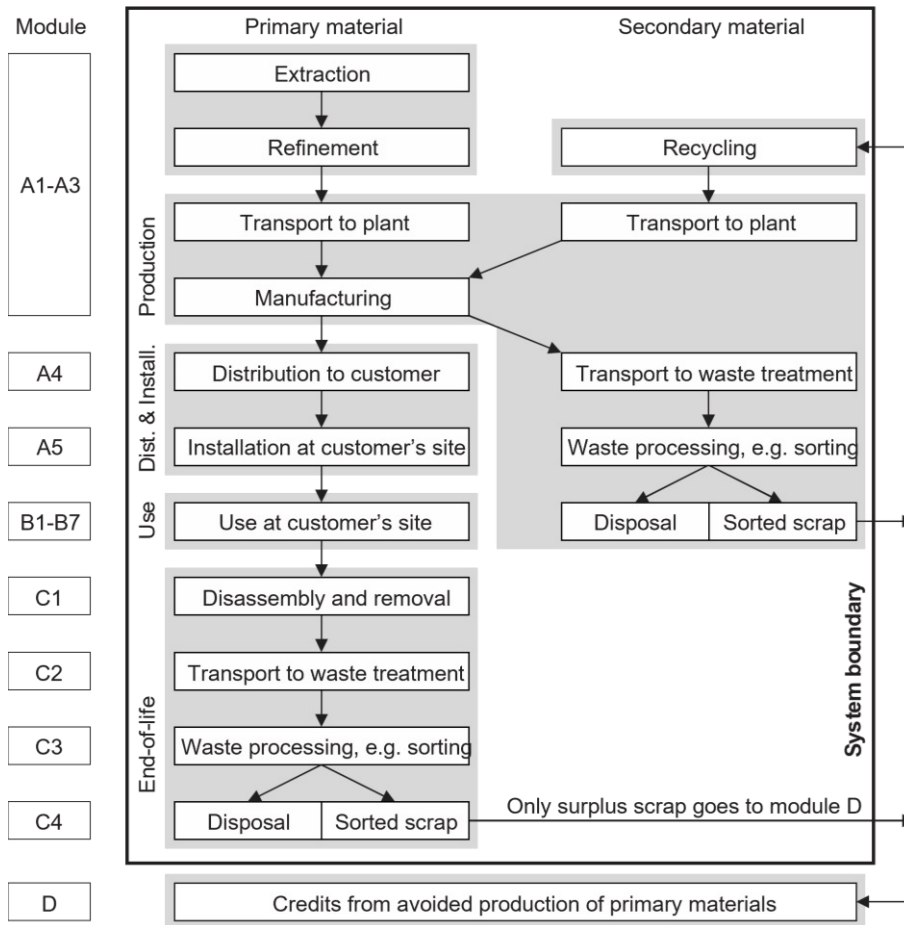 Module
Primary material
Secondary material
A1-A3
Extraction
Refinement
Recycling
Production
Transport to plant
Transport to plant
Manufacturing
A4
Dist. & Install.
Distribution to customer
Transport to waste treatment
A5
Installation at customer's site
Waste processing, e.g. sorting
B1-B7
Use
Use at customer's site
Disposal
Sorted scrap
C1
End-of-life
Disassembly and removal
System boundary
C2
Transport to waste treatment
C3
Waste processing, e.g. sorting
C4
Disposal
Sorted scrap
Only surplus scrap goes to module D
D
Credits from avoided production of primary materials